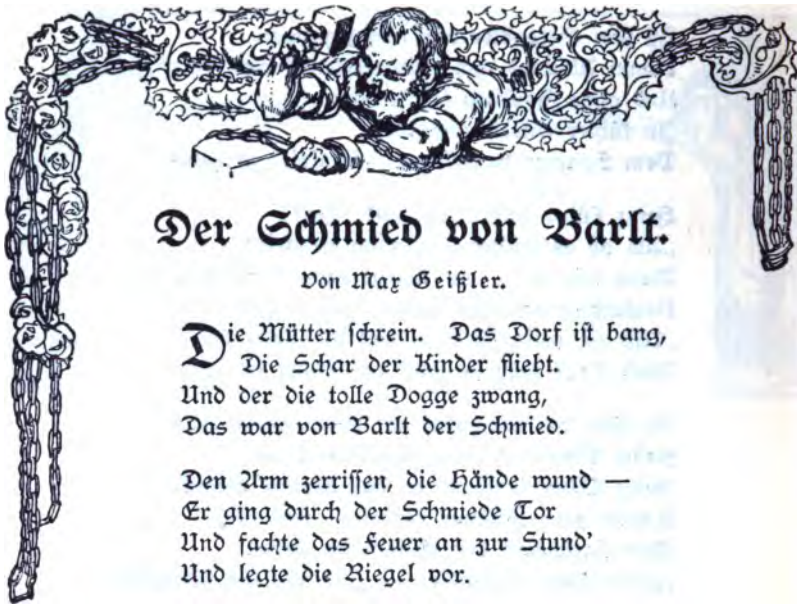 Der Schmied von Barlt.
Von Max Geißler.
Die Mütter schrein. Das Dorf ist bang,
Die Schar der Kinder flieht.
Und der die tolle Dogge zwang,
Das war von Barlt der Schmied.
Den Arm zerrissen, die Hände wund —
Er ging durch der Schmiede Tor
Und fachte das Feuer an zur Stund’
Und legte die Riegel vor.